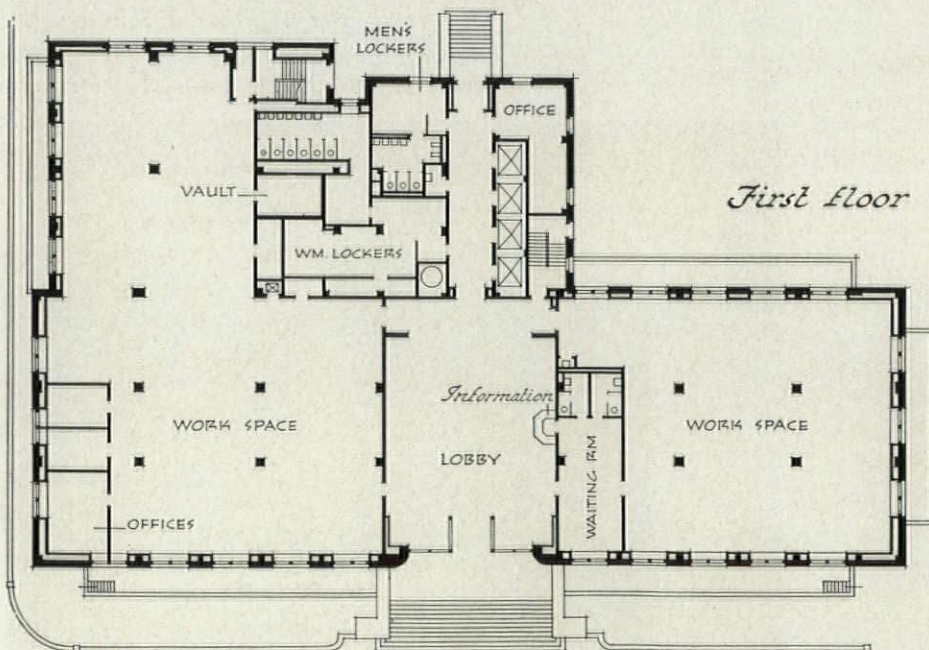 MEN'S
LOCKERS
OFFICE
VAULT
First floor
WM. LOCKERS
Information
WORK SPACE
WORK SPACE
LOBBY
WAITING RM
OFFICES